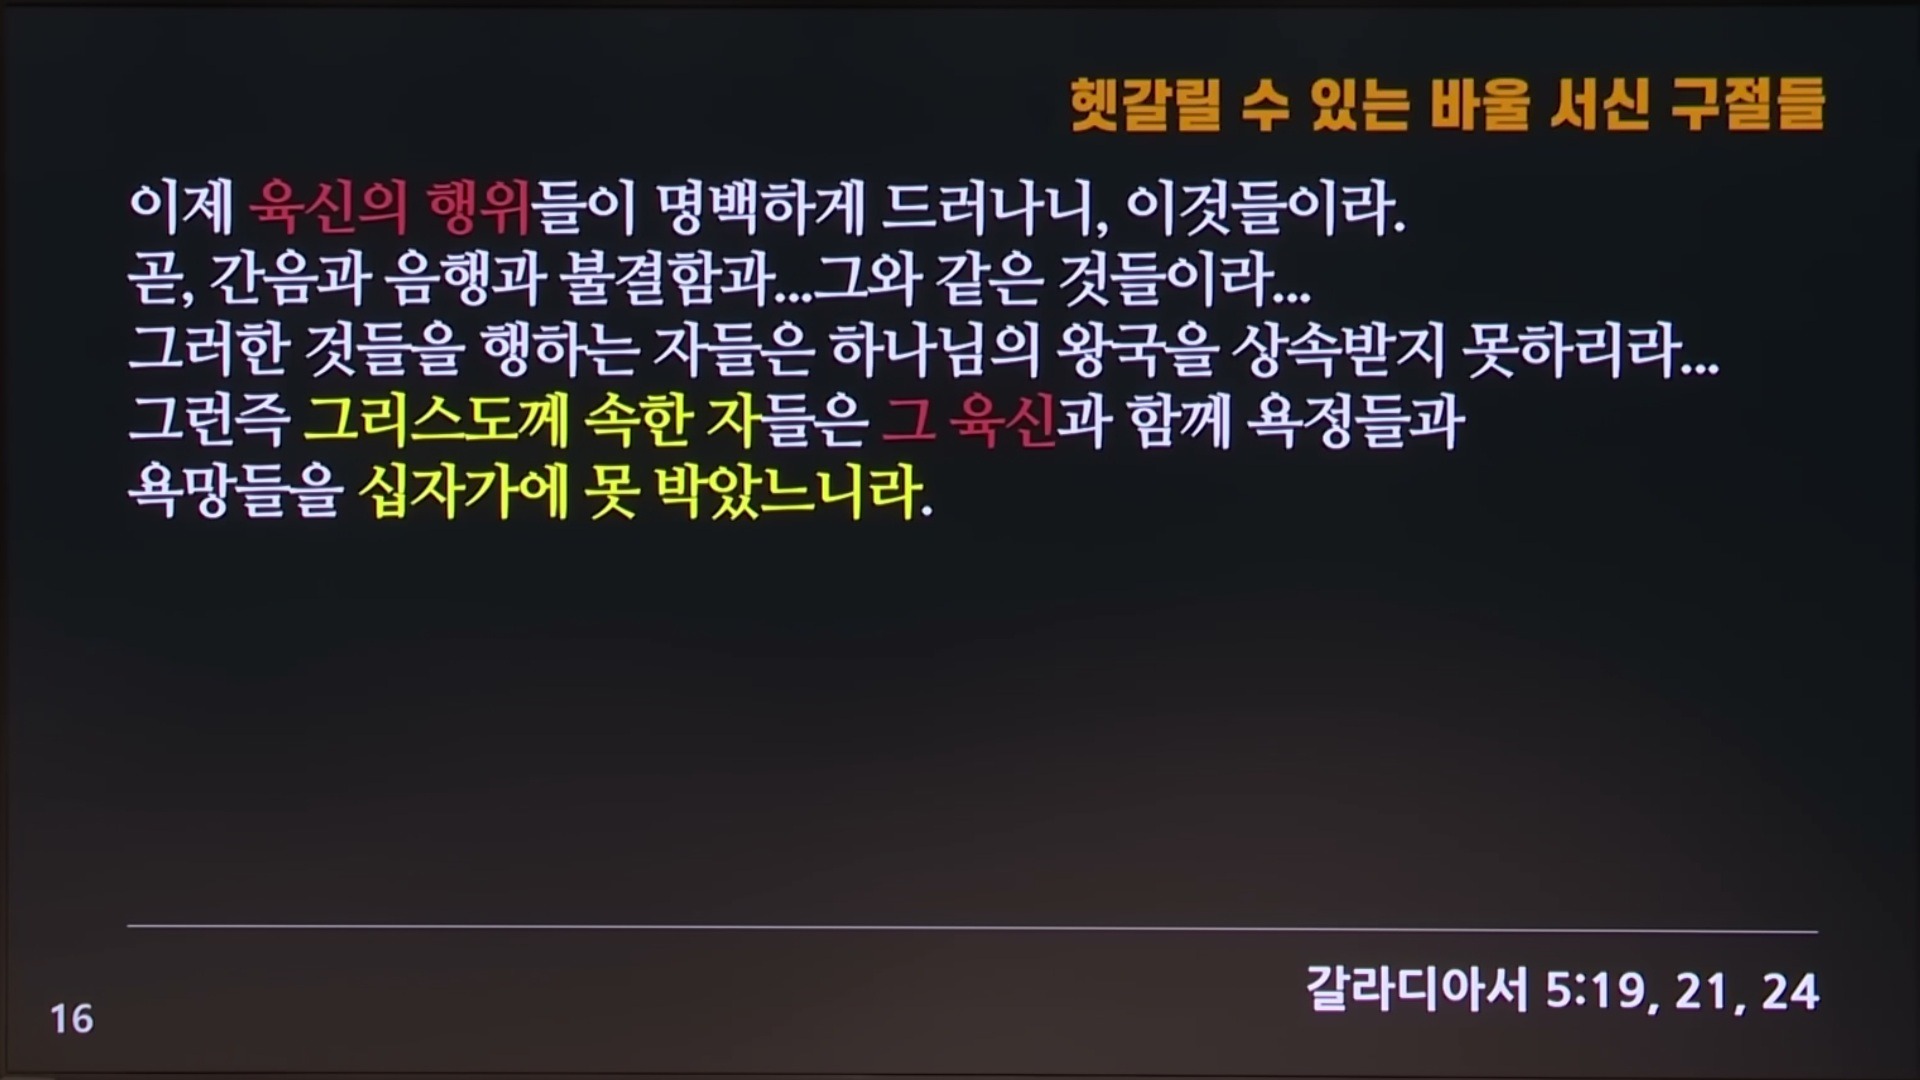 헷갈릴 수 있는 바울 서신 구절들
이제 육신의 행위들이 명백하게 드러나니, 이것들이라.
곧, 간음과 음행과 불결함과...그와 같은 것들이라...
그러한 것들을 행하는 자들은 하나님의 왕국을 상속받지 못하리라...
그런즉 그리스도께 속한 자들은 그 육신과 함께 욕정들과
욕망들을 십자가에 못 박았느니라.
갈라디아서 5:19, 21, 24
16